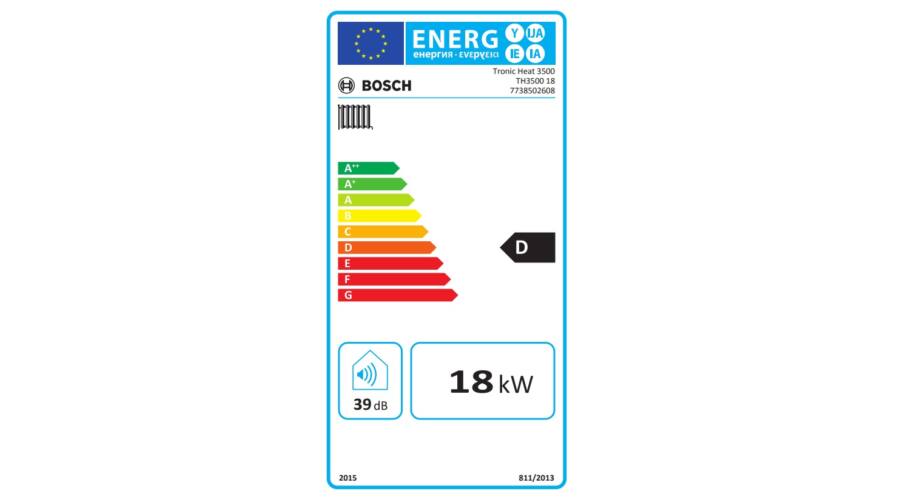 ENERG Y UA
енергия · ενεργεια IE IA
Tronic Heat 3500
BOSCH TH3500 18
7738502608
A++
A+
A
B
C
D D
E
F
G
18 kW
39 dB
2015 811/2013